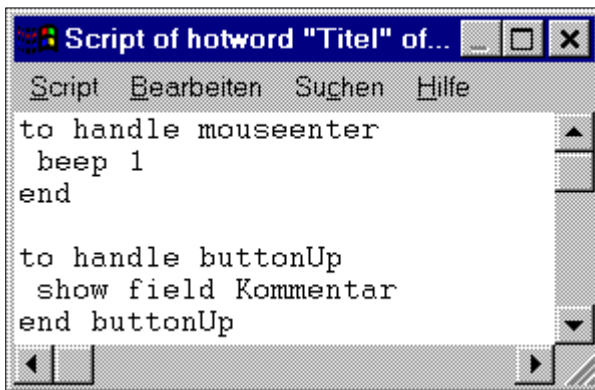 Script of hotword "Titel" of...
Script Bearbeiten Suchen Hilfe
to handle mouseenter
 beep 1
end

to handle buttonUp
 show field Kommentar
end buttonUp